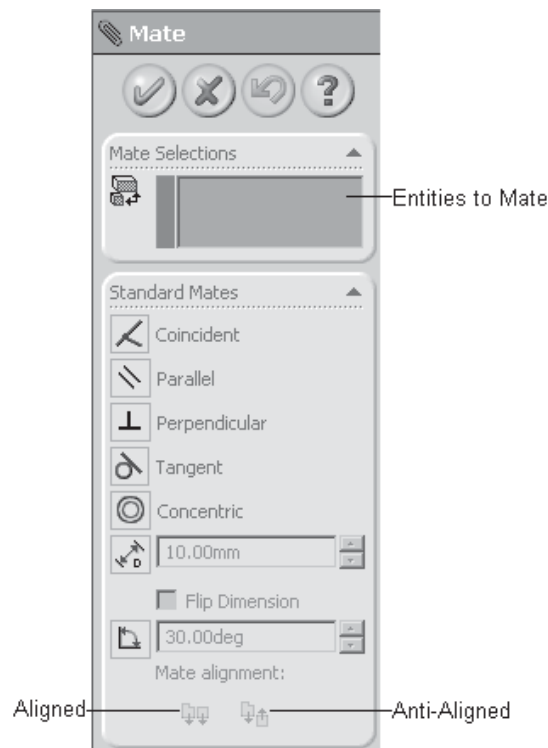 Mate
Mate Selections
Entities to Mate
Standard Mates
Coincident
Parallel
Perpendicular
Tangent
Concentric
D
10.00mm
Flip Dimension
30.00deg
Mate alignment:
Aligned
Anti-Aligned